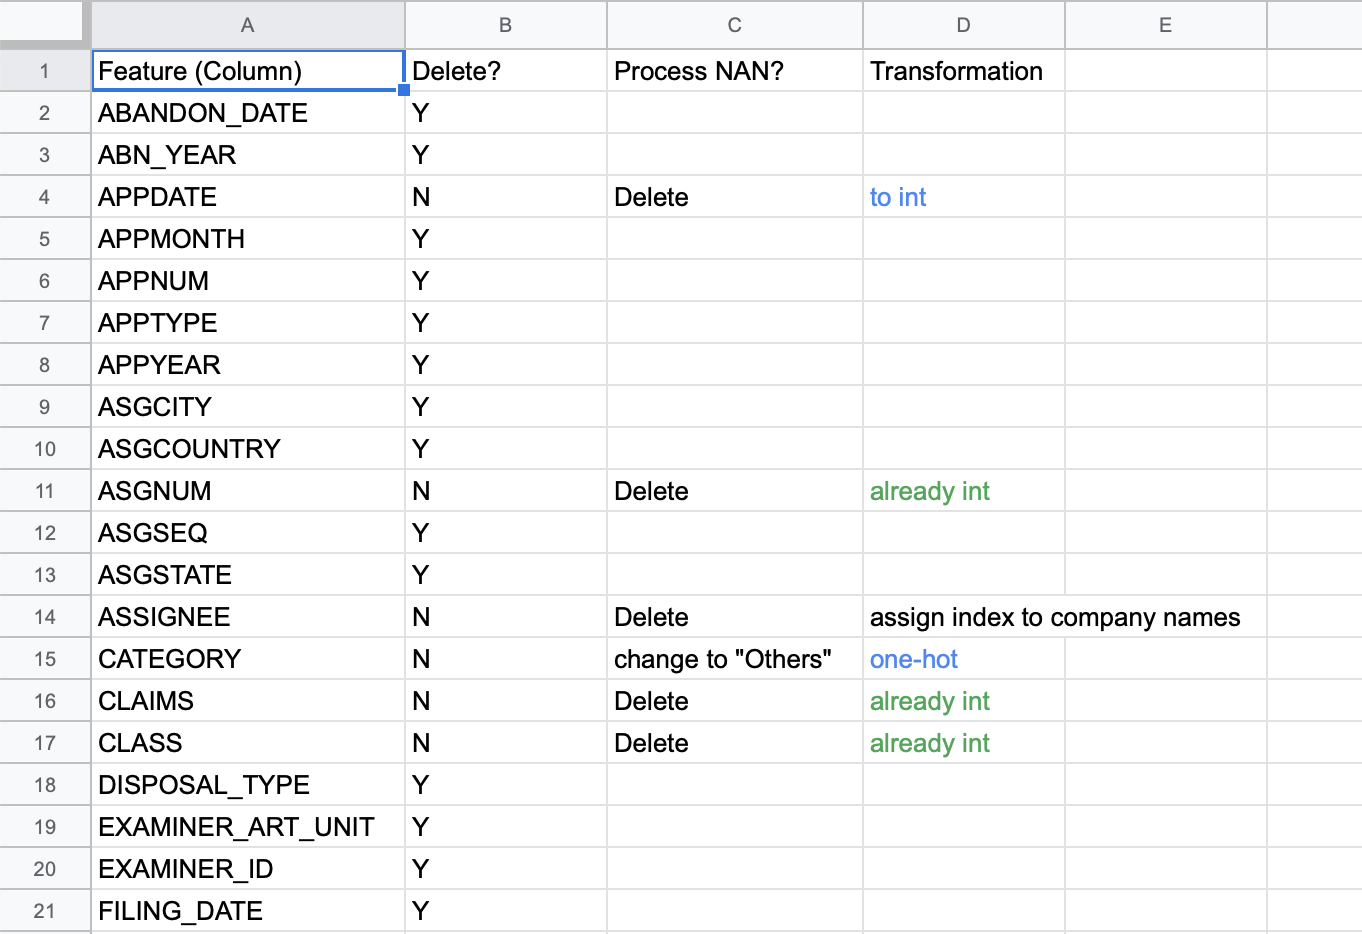 A B C D E
1 Feature (Column) Delete? Process NAN? Transformation
2 ABANDON_DATE Y
3 ABN_YEAR Y
4 APPDATE N Delete to int
5 APPMONTH Y
6 APPNUM Y
7 APPTYPE Y
8 APPYEAR Y
9 ASGCITY Y
10 ASGCOUNTRY Y
11 ASGNUM N Delete already int
12 ASGSEQ Y
13 ASGSTATE Y
14 ASSIGNEE N Delete assign index to company names
15 CATEGORY N change to "Others" one-hot
16 CLAIMS N Delete already int
17 CLASS N Delete already int
18 DISPOSAL_TYPE Y
19 EXAMINER_ART_UNIT Y
20 EXAMINER_ID Y
21 FILING_DATE Y